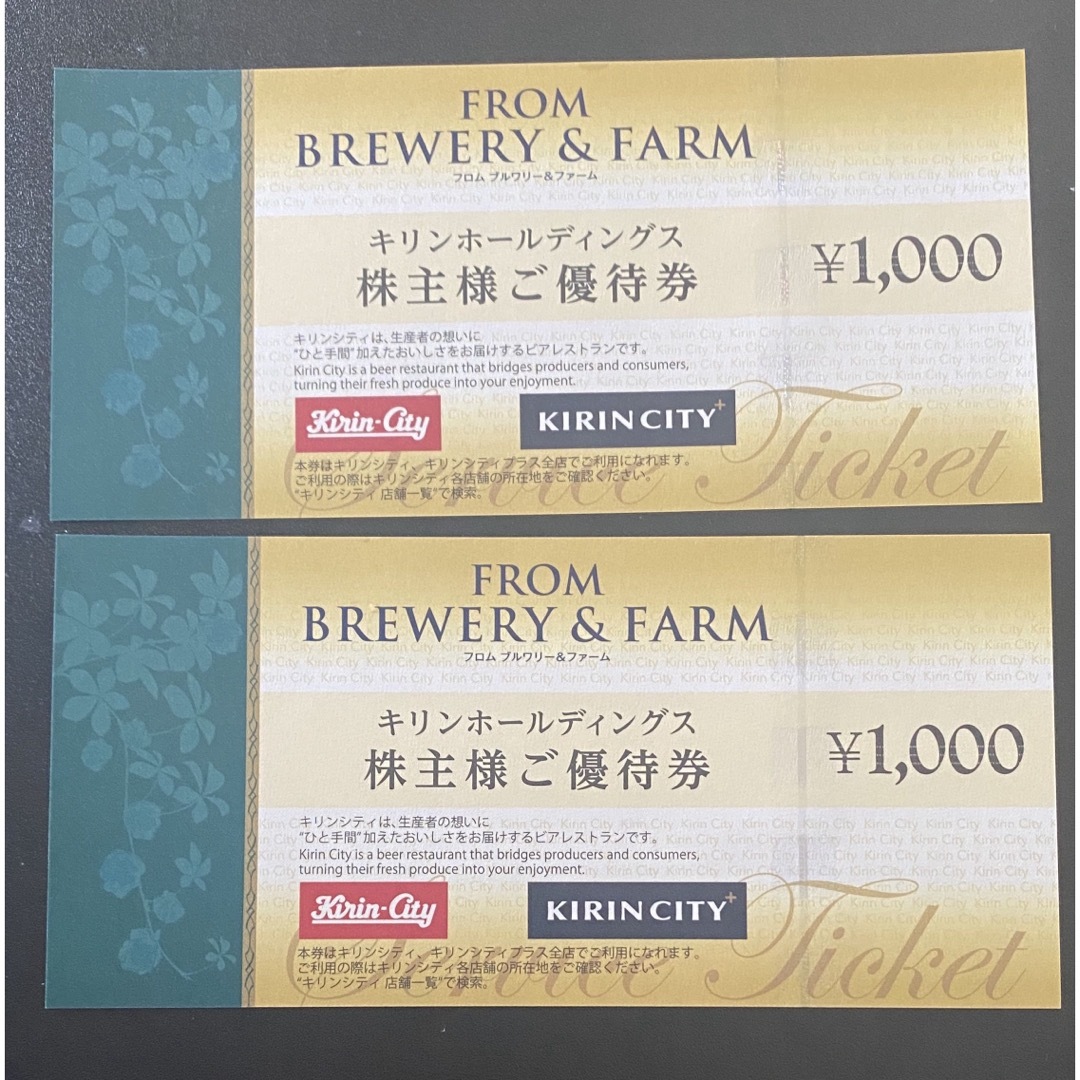 FROM
BREWERY & FARM
フロム ブルワリー&ファーム
キリンホールディングス
株主様ご優待券
¥1,000
キリンシティは、生産者の想いに
“ひと手間”加えたおいしさをお届けするビアレストランです。
Kirin City is a beer restaurant that bridges producers and consumers,
turning their fresh produce into your enjoyment.
Kirin-City
KIRIN CITY+
本券はキリンシティ、キリンシティプラス全店でご利用になれます。
ご利用の際はキリンシティ各店舗の所在地をご確認ください。
“キリンシティ 店舗一覧”で検索。
Service Ticket
FROM
BREWERY & FARM
フロム ブルワリー&ファーム
キリンホールディングス
株主様ご優待券
¥1,000
キリンシティは、生産者の想いに
“ひと手間”加えたおいしさをお届けするビアレストランです。
Kirin City is a beer restaurant that bridges producers and consumers,
turning their fresh produce into your enjoyment.
Kirin-City
KIRIN CITY+
本券はキリンシティ、キリンシティプラス全店でご利用になれます。
ご利用の際はキリンシティ各店舗の所在地をご確認ください。
“キリンシティ 店舗一覧”で検索。
Service Ticket